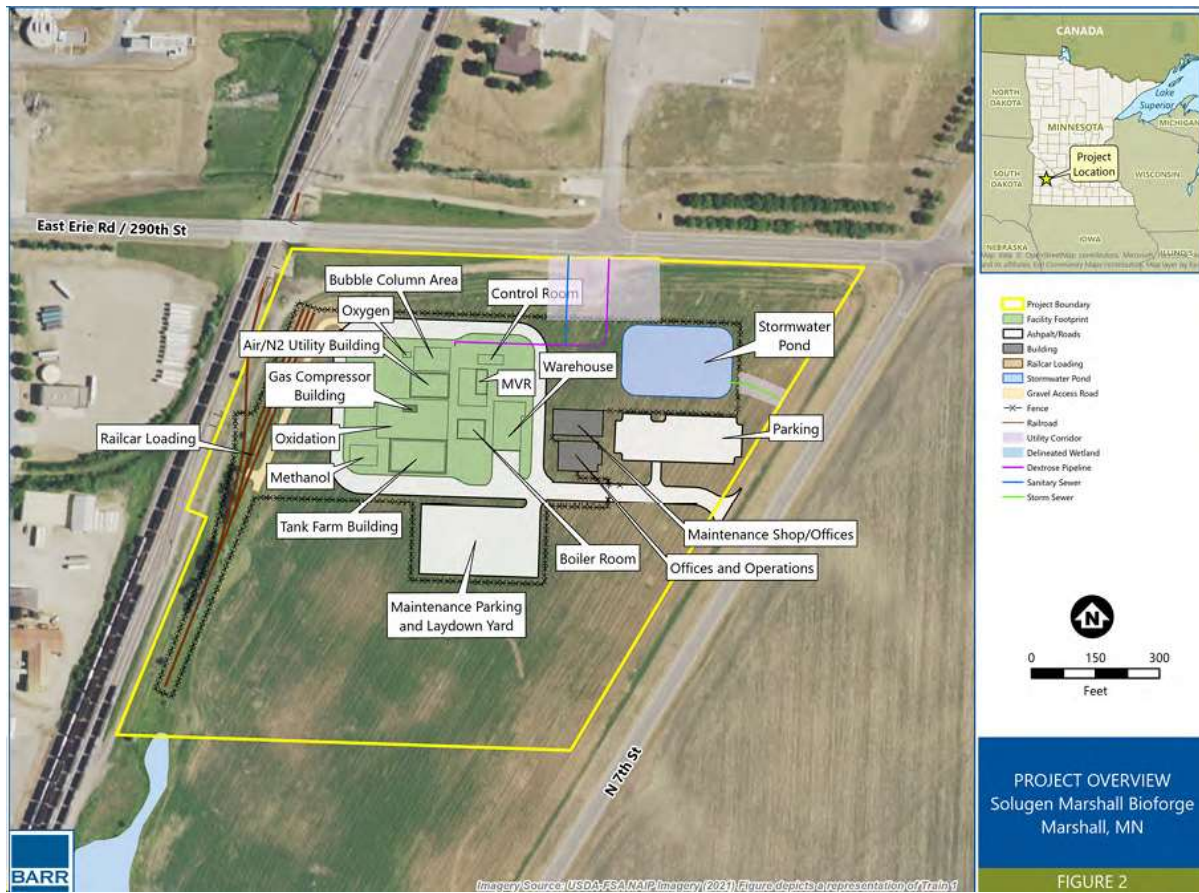 East Erie Rd / 290th St
Bubble Column Area
Control Room
Oxygen
Stormwater
Pond
Air/N2 Utility Building
Warehouse
Gas Compressor
Building
MVR
Railcar Loading
Oxidation
Parking
Methanol
Tank Farm Building
Maintenance Shop/Offices
Boiler Room
Offices and Operations
Maintenance Parking
and Laydown Yard
N 7th St
BARR
Imagery Source: USDA-FSA NAIP Imagery (2021) Figure depicts a representation of Train 1
CANADA
NORTH
DAKOTA
Lake
Superior
MINNESOTA
MICHIGAN
Project
Location
SOUTH
DAKOTA
WISCONSIN
IOWA
NEBRASKA
ILLINOIS
Project Boundary
Facility Footprint
Ashpalt/Roads
Building
Railcar Loading
Stormwater Pond
Gravel Access Road
Fence
Railroad
Utility Corridor
Delineated Wetland
Dextrose Pipeline
Sanitary Sewer
Storm Sewer
N
0 150 300
Feet
PROJECT OVERVIEW
Solugen Marshall Bioforge
Marshall, MN
FIGURE 2